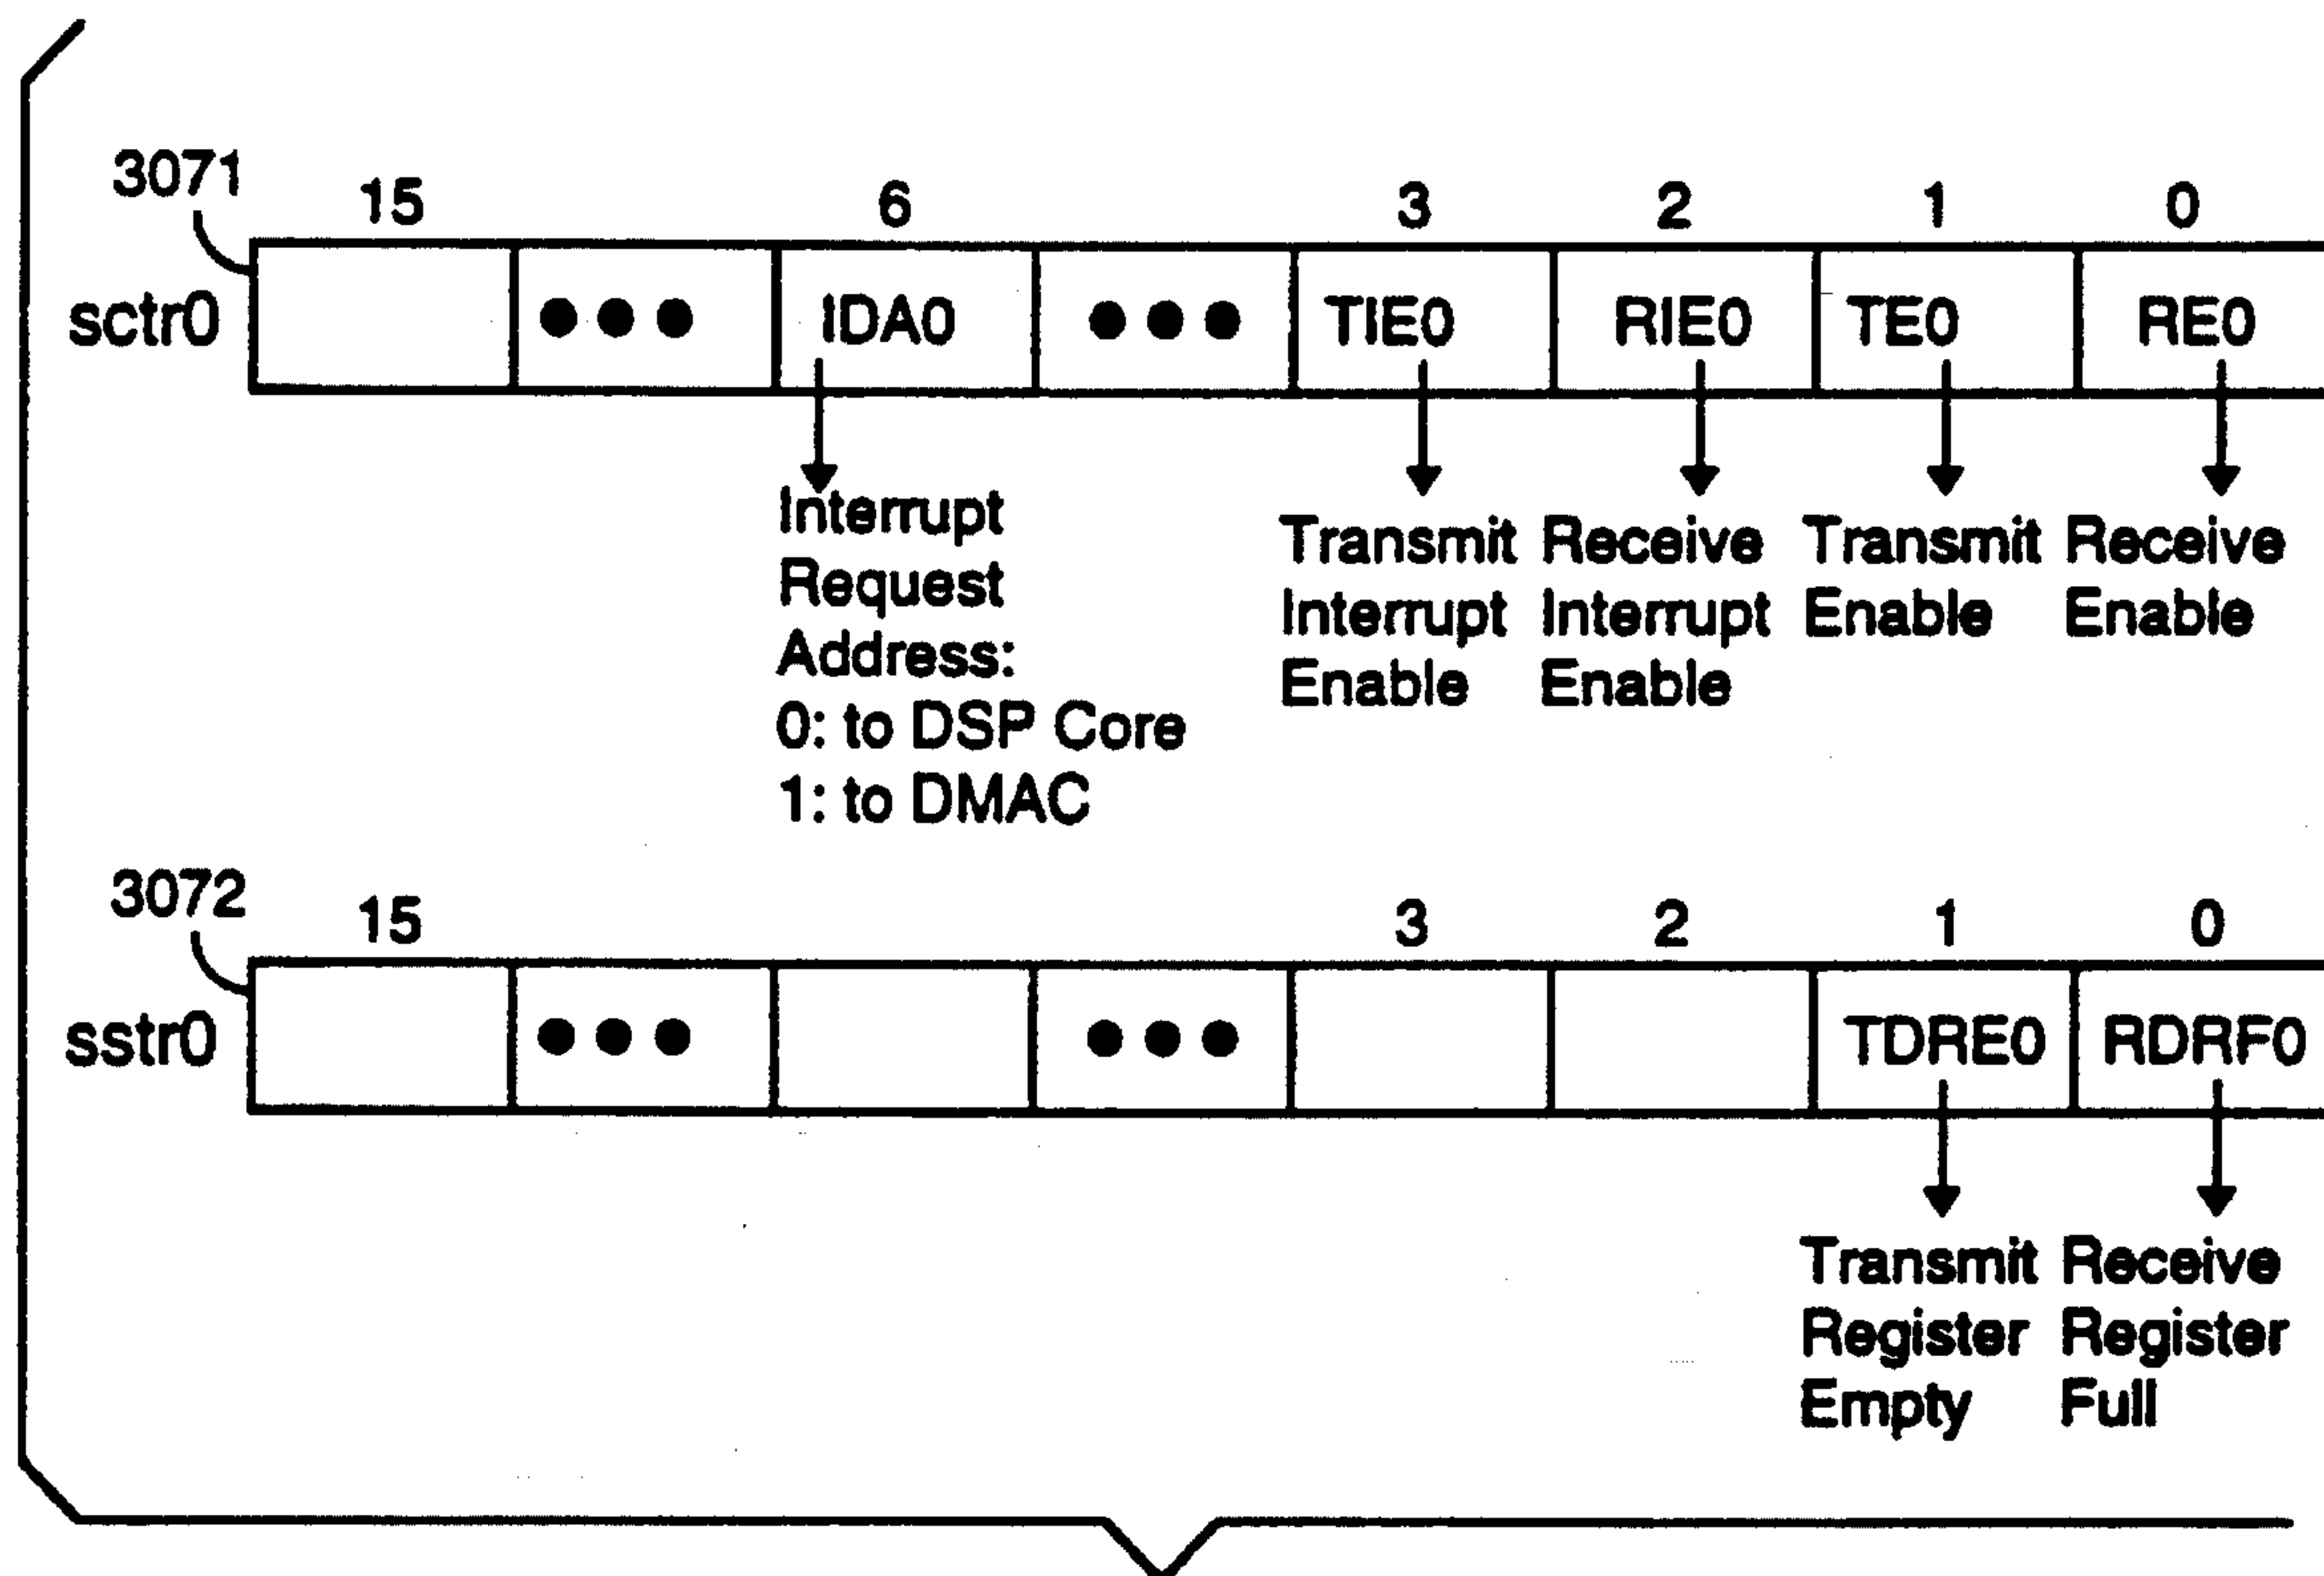 3071
15 6 3 2 1 0
sctr0 IDA0 TIE0 RIE0 TE0 RE0
Interrupt
Request
Address:
0: to DSP Core
1: to DMAC
Transmit
Interrupt
Enable
Receive
Interrupt
Enable
Transmit
Enable
Receive
Enable
3072
15 3 2 1 0
sstr0 TDRE0 RDRF0
Transmit
Register
Empty
Receive
Register
Full